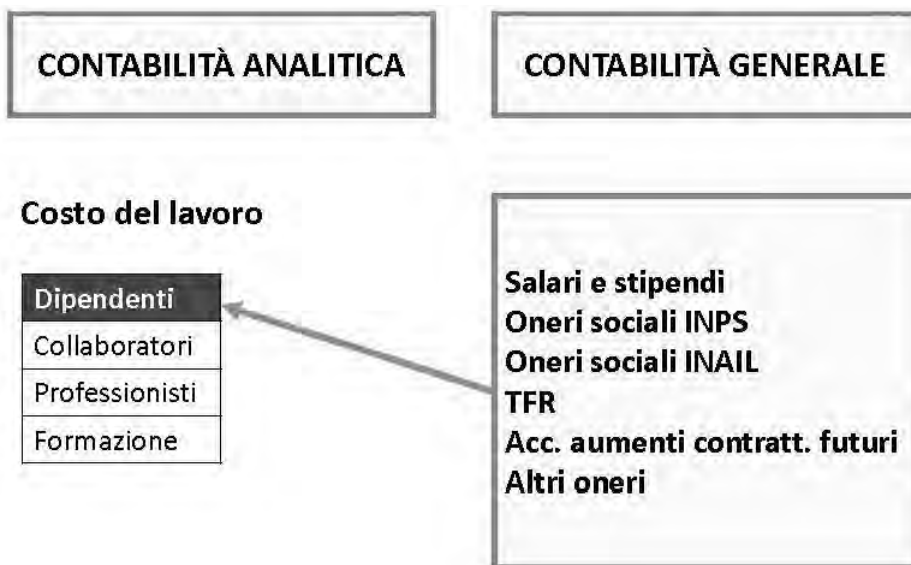 CONTABILITÀ ANALITICA
CONTABILITÀ GENERALE
Costo del lavoro
Dipendenti
Collaboratori
Professionisti
Formazione
Salari e stipendi
Oneri sociali INPS
Oneri sociali INAIL
TFR
Acc. aumenti contratt. futuri
Altri oneri